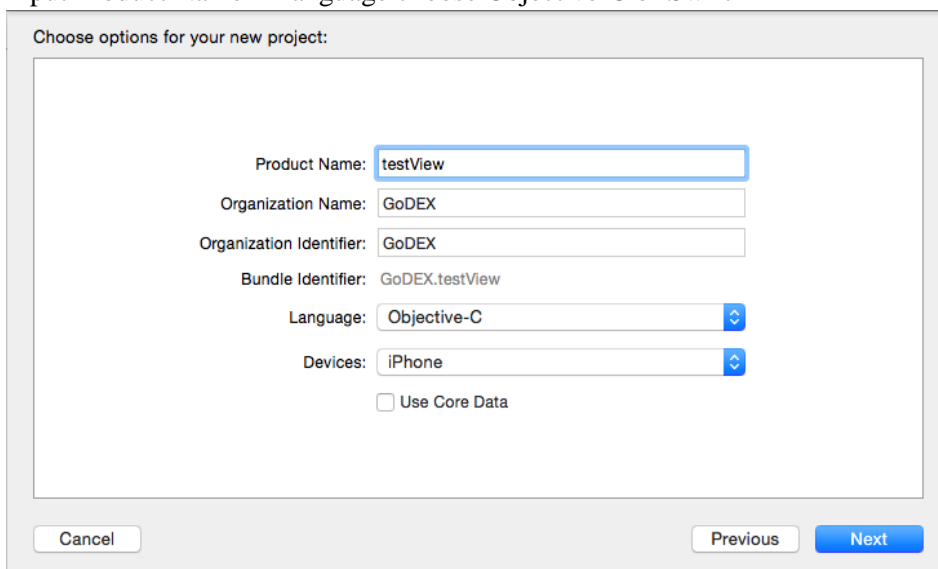 Choose options for your new project:
Product Name: testView
Organization Name: GoDEX
Organization Identifier: GoDEX
Bundle Identifier: GoDEX.testView
Language: Objective-C
Devices: iPhone
Use Core Data
Cancel Previous Next